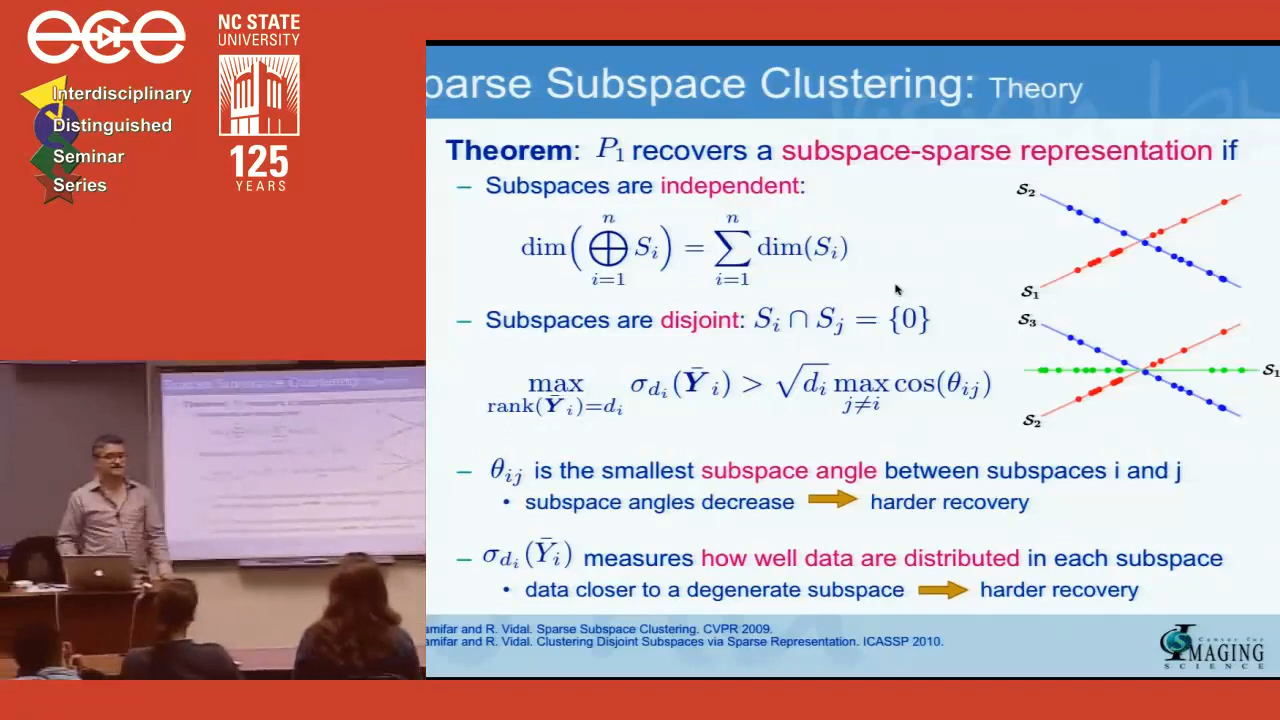 ece
Interdisciplinary
Distinguished
Seminar
Series
NC STATE
UNIVERSITY
125
YEARS
parse Subspace Clustering: Theory
Theorem: P₁ recovers a subspace-sparse representation if
– Subspaces are independent:
dim(⊕ᵢ₌₁ⁿ Sᵢ) = ∑ᵢ₌₁ⁿ dim(Sᵢ)
S₂
S₁
– Subspaces are disjoint: Sᵢ ∩ Sⱼ = {0}
max_{rank(Ȳᵢ)=dᵢ} σ_{dᵢ}(Ȳᵢ) > √dᵢ max_{j≠i} cos(θᵢⱼ)
S₃
S₁
S₂
– θᵢⱼ is the smallest subspace angle between subspaces i and j
• subspace angles decrease harder recovery
– σ_{dᵢ}(Ȳᵢ) measures how well data are distributed in each subspace
• data closer to a degenerate subspace harder recovery
amifar and R. Vidal. Sparse Subspace Clustering. CVPR 2009.
amifar and R. Vidal. Clustering Disjoint Subspaces via Sparse Representation. ICASSP 2010.
Center for
IMAGING
SCIENCE